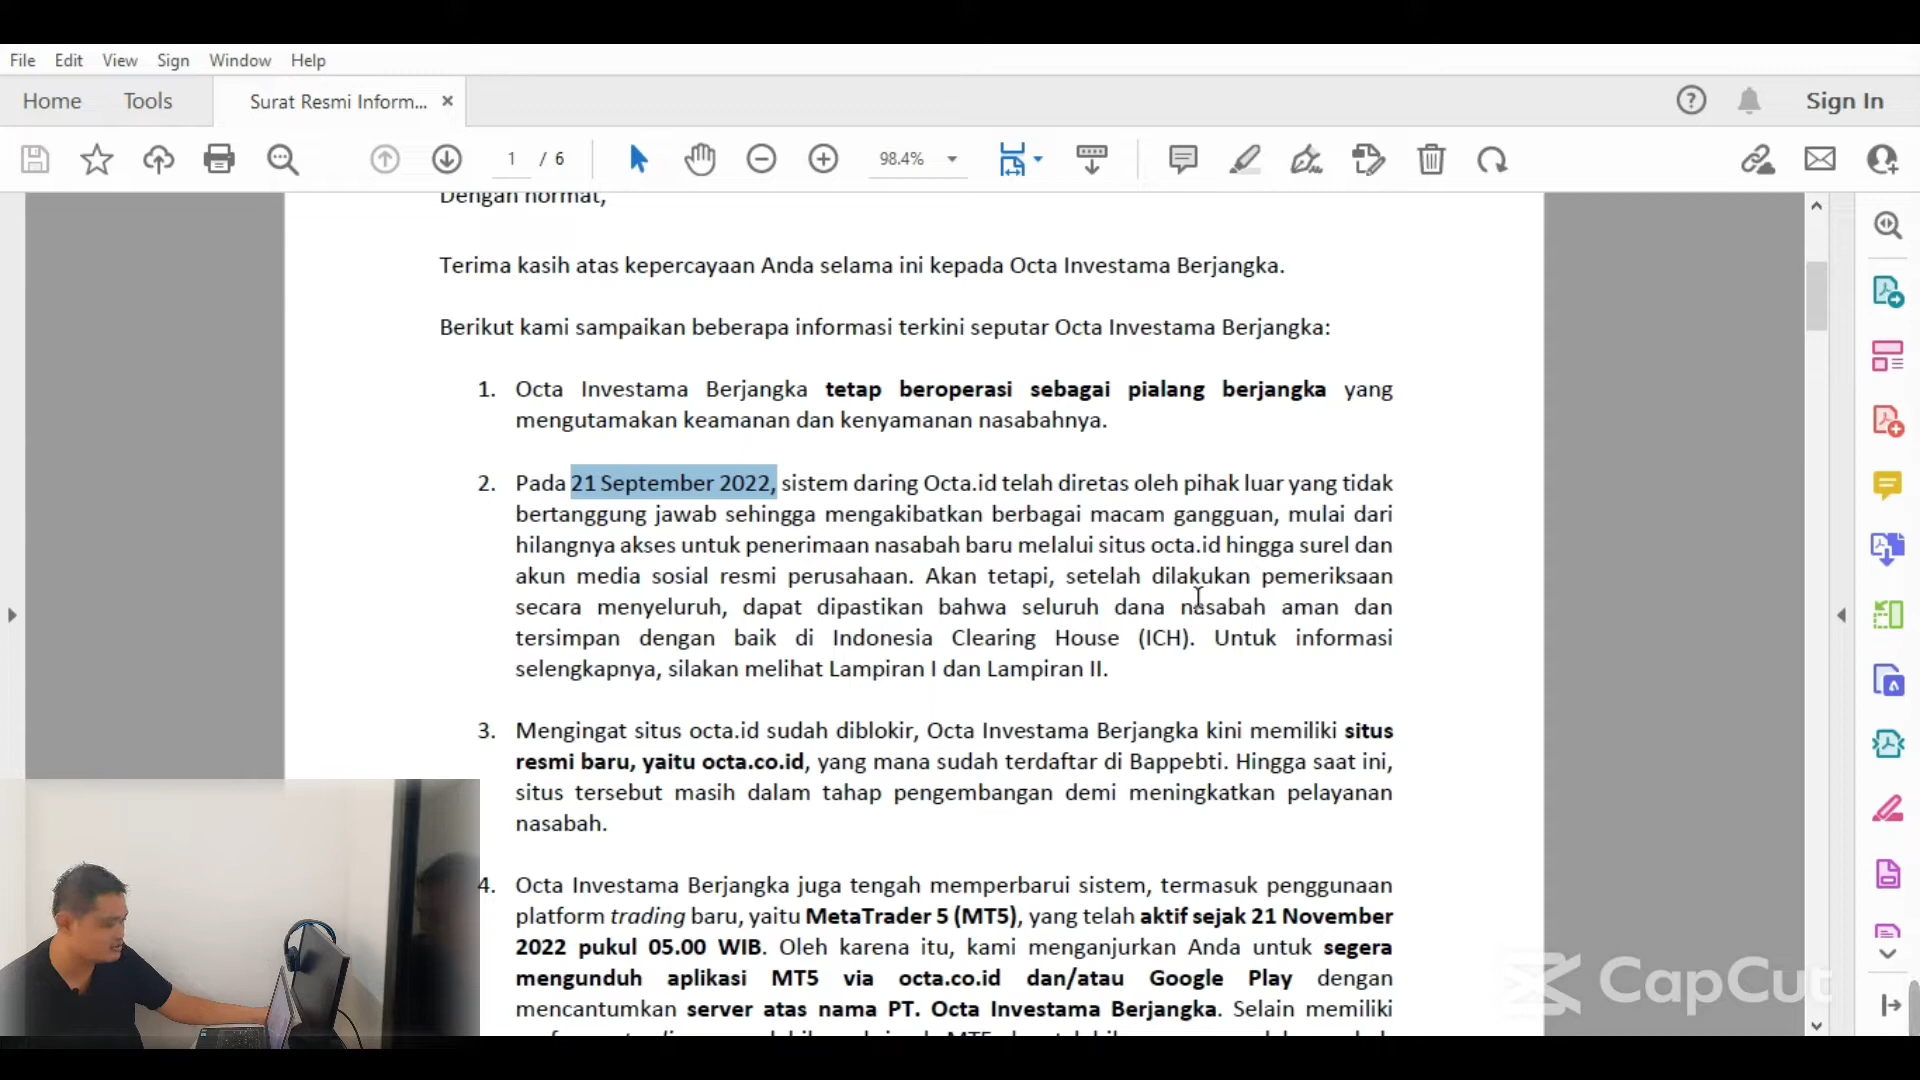 File Edit View Sign Window Help
Home Tools Surat Resmi Inform... × Sign In
1 / 6 98.4%
Dengan hormat,
Terima kasih atas kepercayaan Anda selama ini kepada Octa Investama Berjangka.
Berikut kami sampaikan beberapa informasi terkini seputar Octa Investama Berjangka:
1. Octa Investama Berjangka tetap beroperasi sebagai pialang berjangka yang
mengutamakan keamanan dan kenyamanan nasabahnya.
2. Pada 21 September 2022, sistem daring Octa.id telah diretas oleh pihak luar yang tidak
bertanggung jawab sehingga mengakibatkan berbagai macam gangguan, mulai dari
hilangnya akses untuk penerimaan nasabah baru melalui situs octa.id hingga surel dan
akun media sosial resmi perusahaan. Akan tetapi, setelah dilakukan pemeriksaan
secara menyeluruh, dapat dipastikan bahwa seluruh dana nasabah aman dan
tersimpan dengan baik di Indonesia Clearing House (ICH). Untuk informasi
selengkapnya, silakan melihat Lampiran I dan Lampiran II.
3. Mengingat situs octa.id sudah diblokir, Octa Investama Berjangka kini memiliki situs
resmi baru, yaitu octa.co.id, yang mana sudah terdaftar di Bappebti. Hingga saat ini,
situs tersebut masih dalam tahap pengembangan demi meningkatkan pelayanan
nasabah.
4. Octa Investama Berjangka juga tengah memperbarui sistem, termasuk penggunaan
platform trading baru, yaitu MetaTrader 5 (MT5), yang telah aktif sejak 21 November
2022 pukul 05.00 WIB. Oleh karena itu, kami menganjurkan Anda untuk segera
mengunduh aplikasi MT5 via octa.co.id dan/atau Google Play dengan
mencantumkan server atas nama PT. Octa Investama Berjangka. Selain memiliki
CapCut